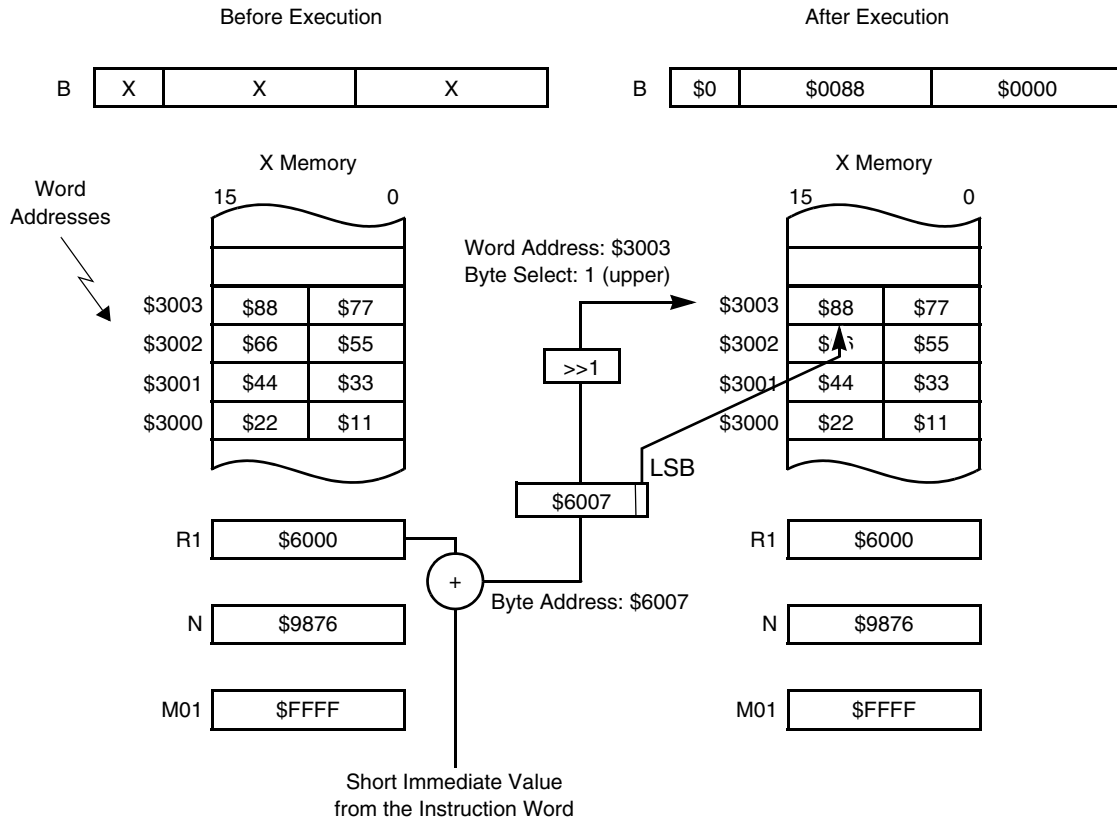 Before Execution
After Execution
B X X X
B $0 $0088 $0000
X Memory
X Memory
Word
Addresses
15 0
15 0
Word Address: $3003
Byte Select: 1 (upper)
$3003 $88 $77
$3003 $88 $77
$3002 $66 $55
$3002 $55
>>1
$3001 $44 $33
$3001 $44 $33
$3000 $22 $11
$3000 $22 $11
LSB
$6007
R1 $6000
R1 $6000
+
Byte Address: $6007
N $9876
N $9876
M01 $FFFF
M01 $FFFF
Short Immediate Value
from the Instruction Word